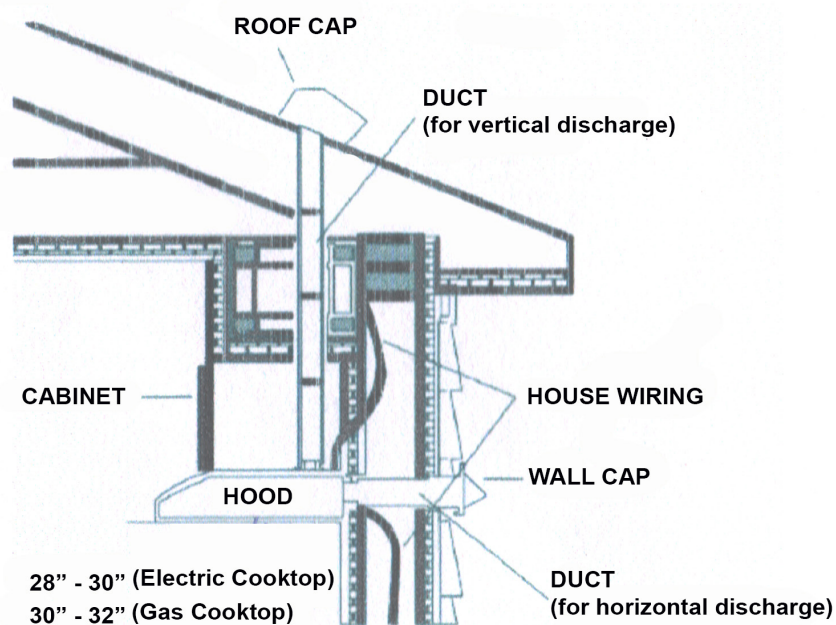 ROOF CAP
DUCT
(for vertical discharge)
CABINET
HOUSE WIRING
WALL CAP
HOOD
28” - 30” (Electric Cooktop)
30” - 32” (Gas Cooktop)
DUCT
(for horizontal discharge)